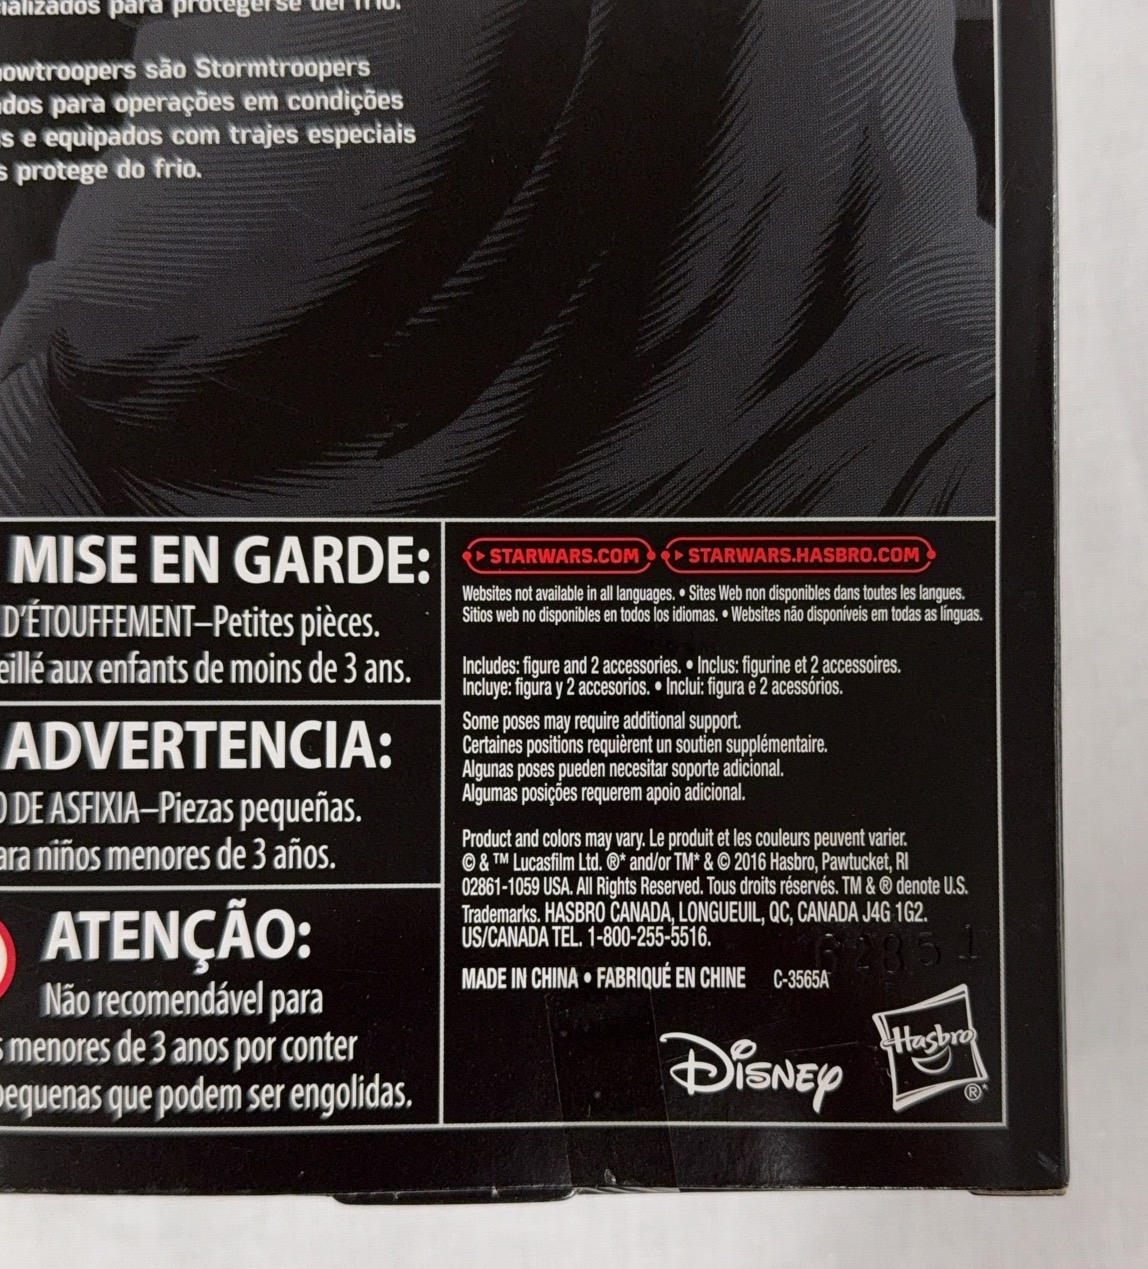 para protegerse del frio.
são Stormtroopers
para operações em condições
e equipados com trajes especiais
protege do frio.
MISE EN GARDE:
D'ÉTOUFFEMENT–Petites pièces.
aux enfants de moins de 3 ans.
ADVERTENCIA:
DE ASFIXIA–Piezas pequeñas.
niños menores de 3 años.
ATENÇÃO:
Não recomendável para
menores de 3 anos por conter
que podem ser engolidas.
STARWARS.COM STARWARS.HASBRO.COM
Websites not available in all languages. • Sites Web non disponibles dans toutes les langues.
Sitios web no disponibles en todos los idiomas. • Websites não disponíveis em todas as línguas.
Includes: figure and 2 accessories. • Inclus: figurine et 2 accessoires.
Incluye: figura y 2 accesorios. • Inclui: figura e 2 acessórios.
Some poses may require additional support.
Certaines positions requièrent un soutien supplémentaire.
Algunas poses pueden necesitar soporte adicional.
Algumas posições requerem apoio adicional.
Product and colors may vary. Le produit et les couleurs peuvent varier.
© & ™ Lucasfilm Ltd. ®* and/or TM* & © 2016 Hasbro, Pawtucket, RI
02861-1059 USA. All Rights Reserved. Tous droits réservés. TM & ® denote U.S.
Trademarks. HASBRO CANADA, LONGUEUIL, QC, CANADA J4G 1G2.
US/CANADA TEL. 1-800-255-5516.
62851
MADE IN CHINA • FABRIQUÉ EN CHINE C-3565A
Disney
Hasbro
®*